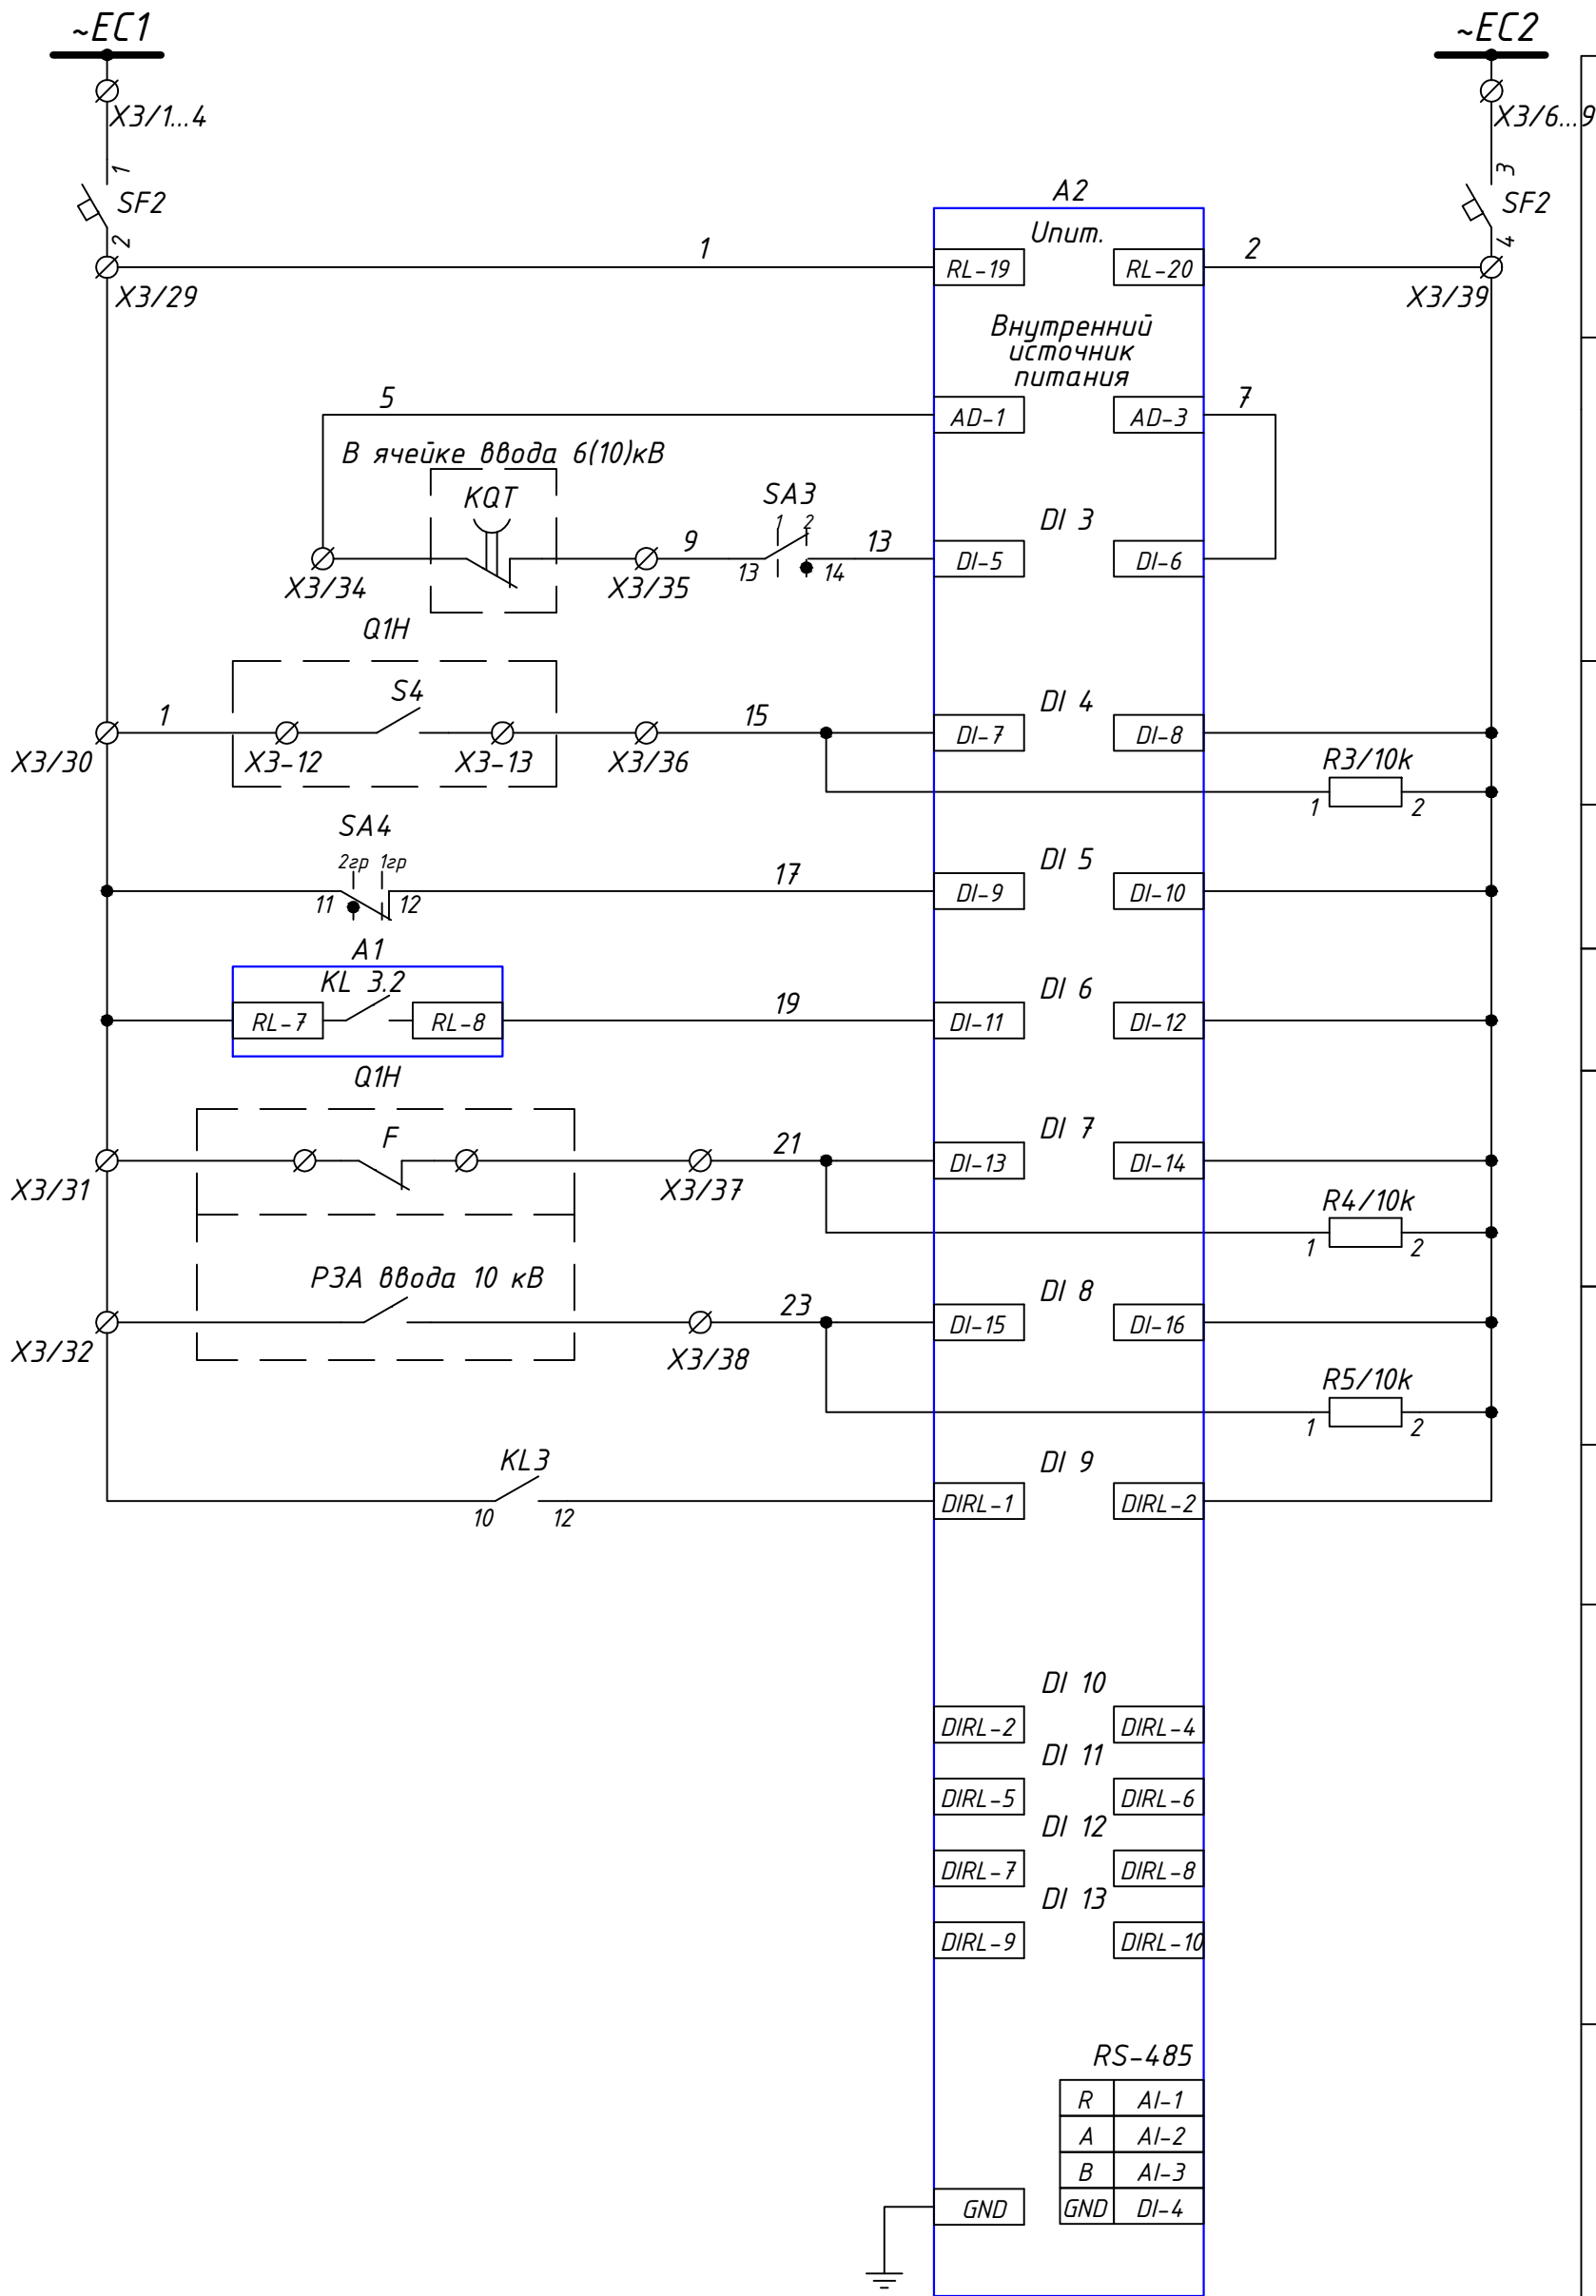 ~EC1
~EC2
X3/1...4
X3/6...9
1
SF2
2
3
SF2
4
A2
Uпит.
1
RL-19
RL-20
2
X3/29
X3/39
Внутренний
источник
питания
5
AD-1
AD-3
7
В ячейке ввода 6(10)кВ
KQT
SA3
1 2
DI 3
9
13
13
14
DI-5
DI-6
X3/34
X3/35
Q1H
S4
DI 4
1
15
DI-7
DI-8
X3/30
X3-12
X3-13
X3/36
R3/10k
1
2
SA4
2гр 1гр
DI 5
17
11
12
DI-9
DI-10
A1
KL 3.2
DI 6
RL-7
RL-8
19
DI-11
DI-12
Q1H
F
DI 7
21
DI-13
DI-14
X3/31
X3/37
R4/10k
1
2
РЗА ввода 10 кВ
DI 8
23
DI-15
DI-16
X3/32
X3/38
R5/10k
1
2
KL3
DI 9
10
12
DIRL-1
DIRL-2
DI 10
DIRL-2
DIRL-4
DI 11
DIRL-5
DIRL-6
DI 12
DIRL-7
DIRL-8
DI 13
DIRL-9
DIRL-10
RS-485
R AI-1
A AI-2
B AI-3
GND
GND DI-4